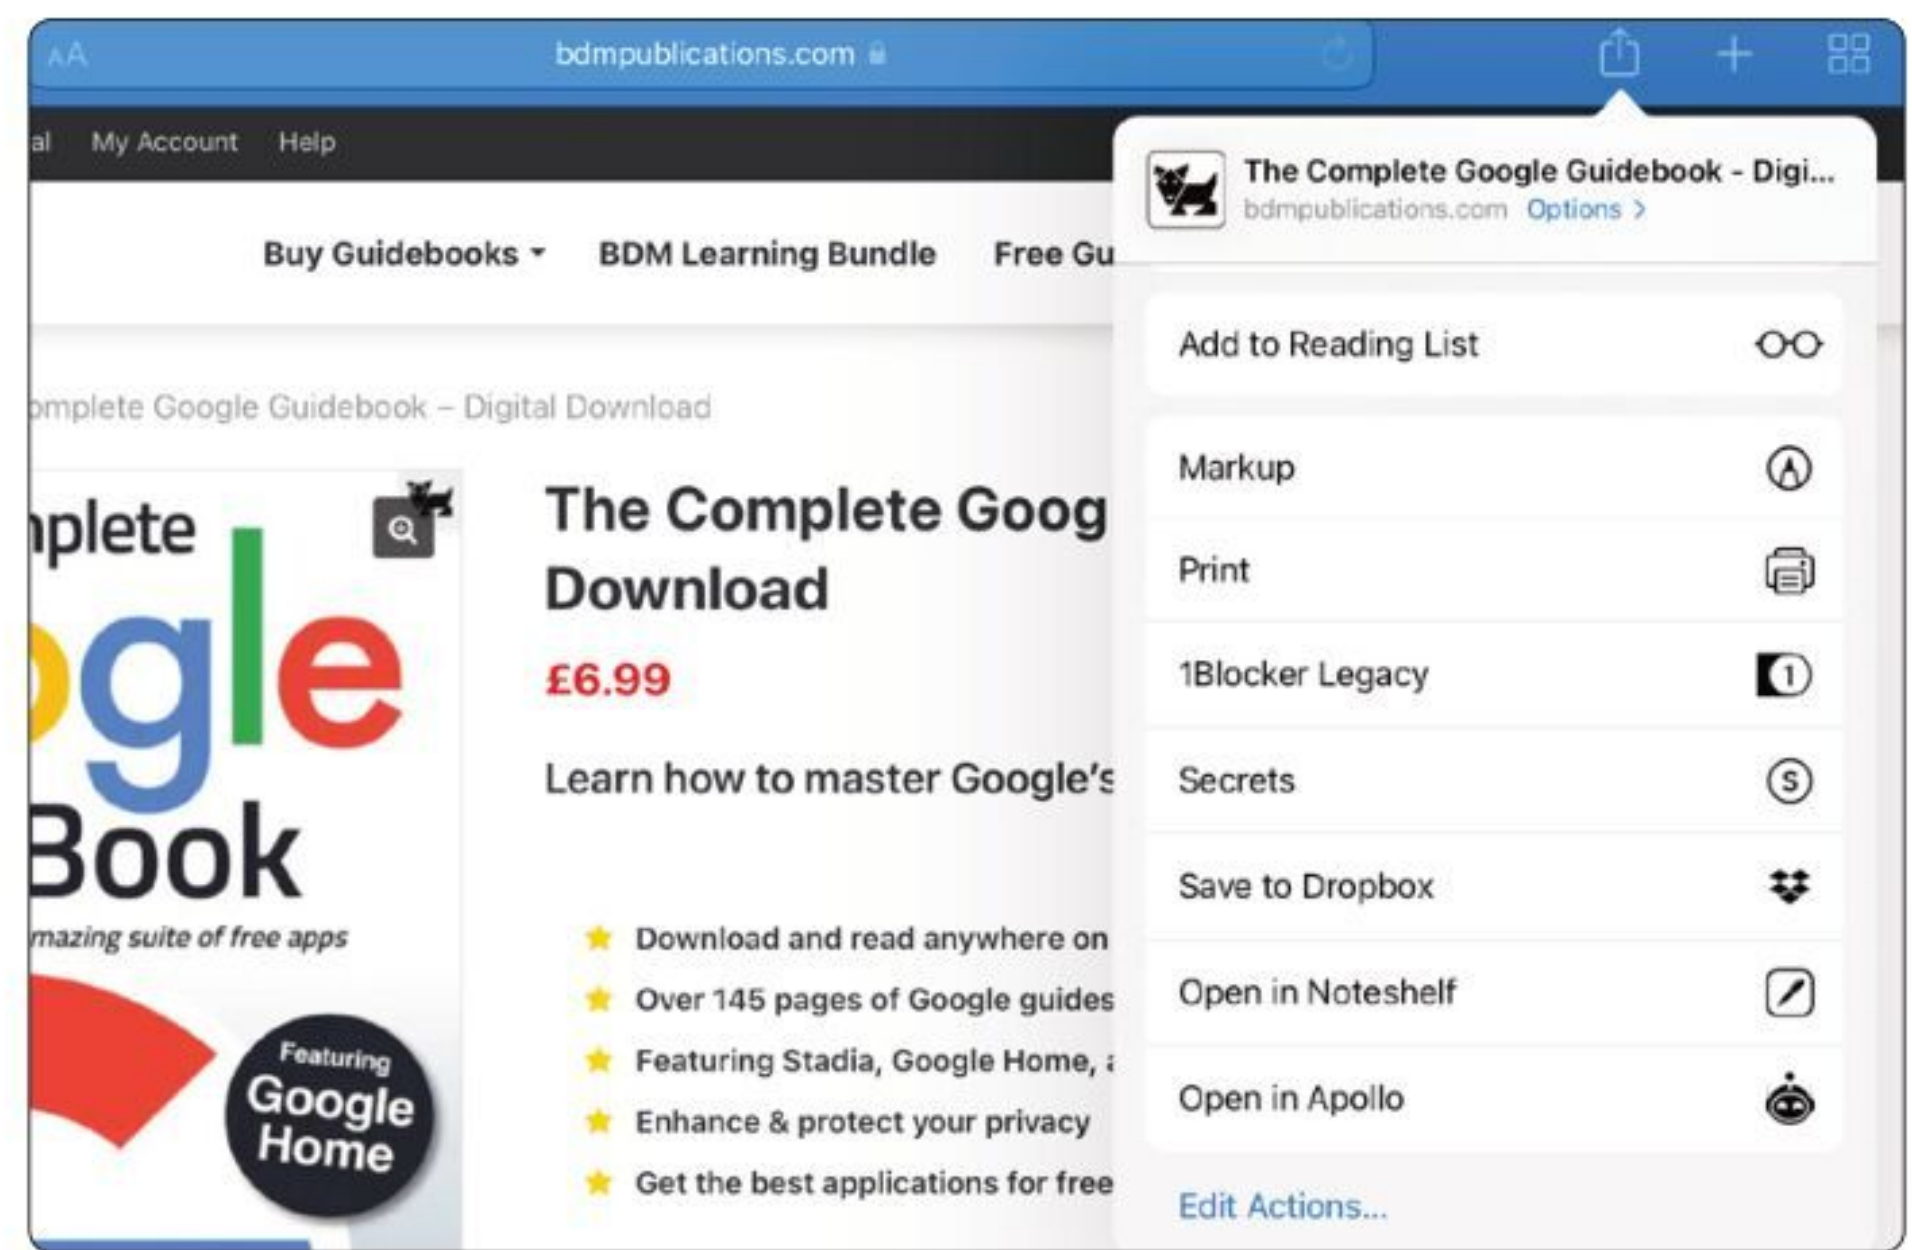 AA
bdmpublications.com
al My Account Help
The Complete Google Guidebook - Digi...
bdmpublications.com Options >
Buy Guidebooks BDM Learning Bundle Free Gu
Add to Reading List
omplete Google Guidebook – Digital Download
Markup
Print
1Blocker Legacy
1
Secrets
S
Save to Dropbox
Open in Noteshelf
Open in Apollo
Edit Actions...
nplete
ogle
Book
mazing suite of free apps
Featuring
Google
Home
The Complete Goog
Download
£6.99
Learn how to master Google's
Download and read anywhere on
Over 145 pages of Google guides
Featuring Stadia, Google Home, a
Enhance & protect your privacy
Get the best applications for free